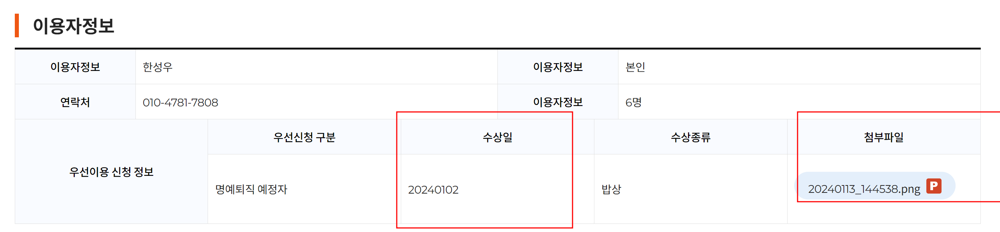 이용자정보
이용자정보 한성우 이용자정보 본인
연락처 010-4781-7808 이용자정보 6명
우선이용 신청 정보 우선신청 구분 수상일 수상종류 첨부파일
명예퇴직 예정자 20240102 밥상 20240113_144538.png P